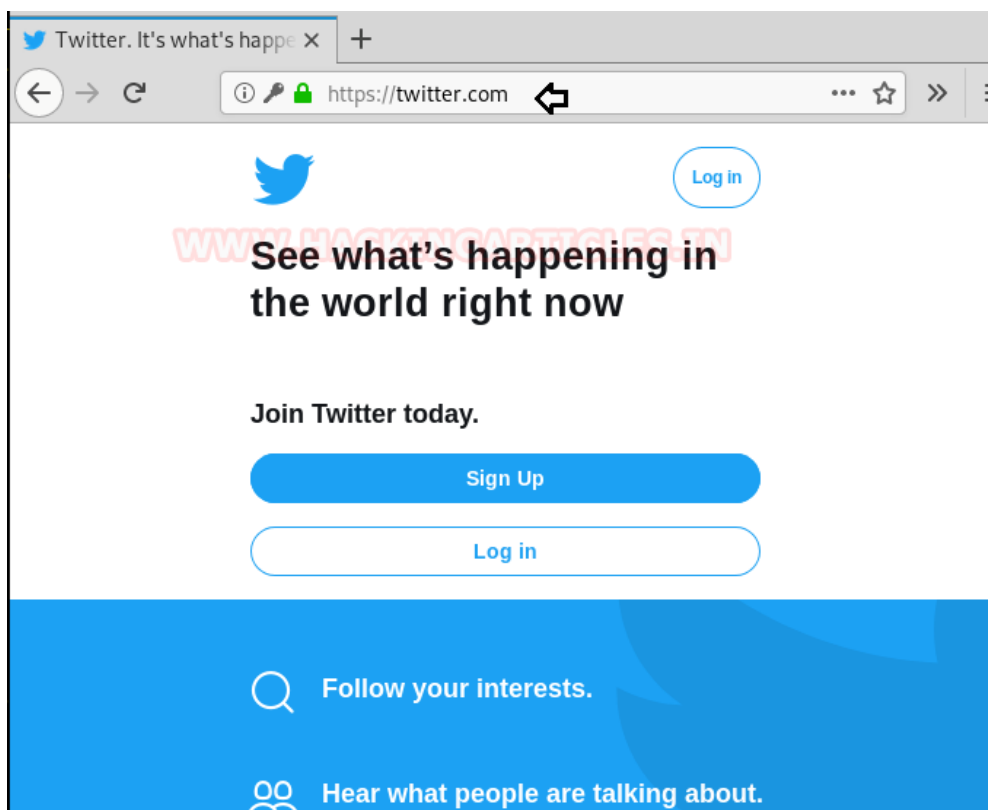 Twitter. It's what's happe
https://twitter.com
Log in
WWW.HACKINGARTICLES.IN
See what’s happening in
the world right now
Join Twitter today.
Sign Up
Log in
Follow your interests.
Hear what people are talking about.